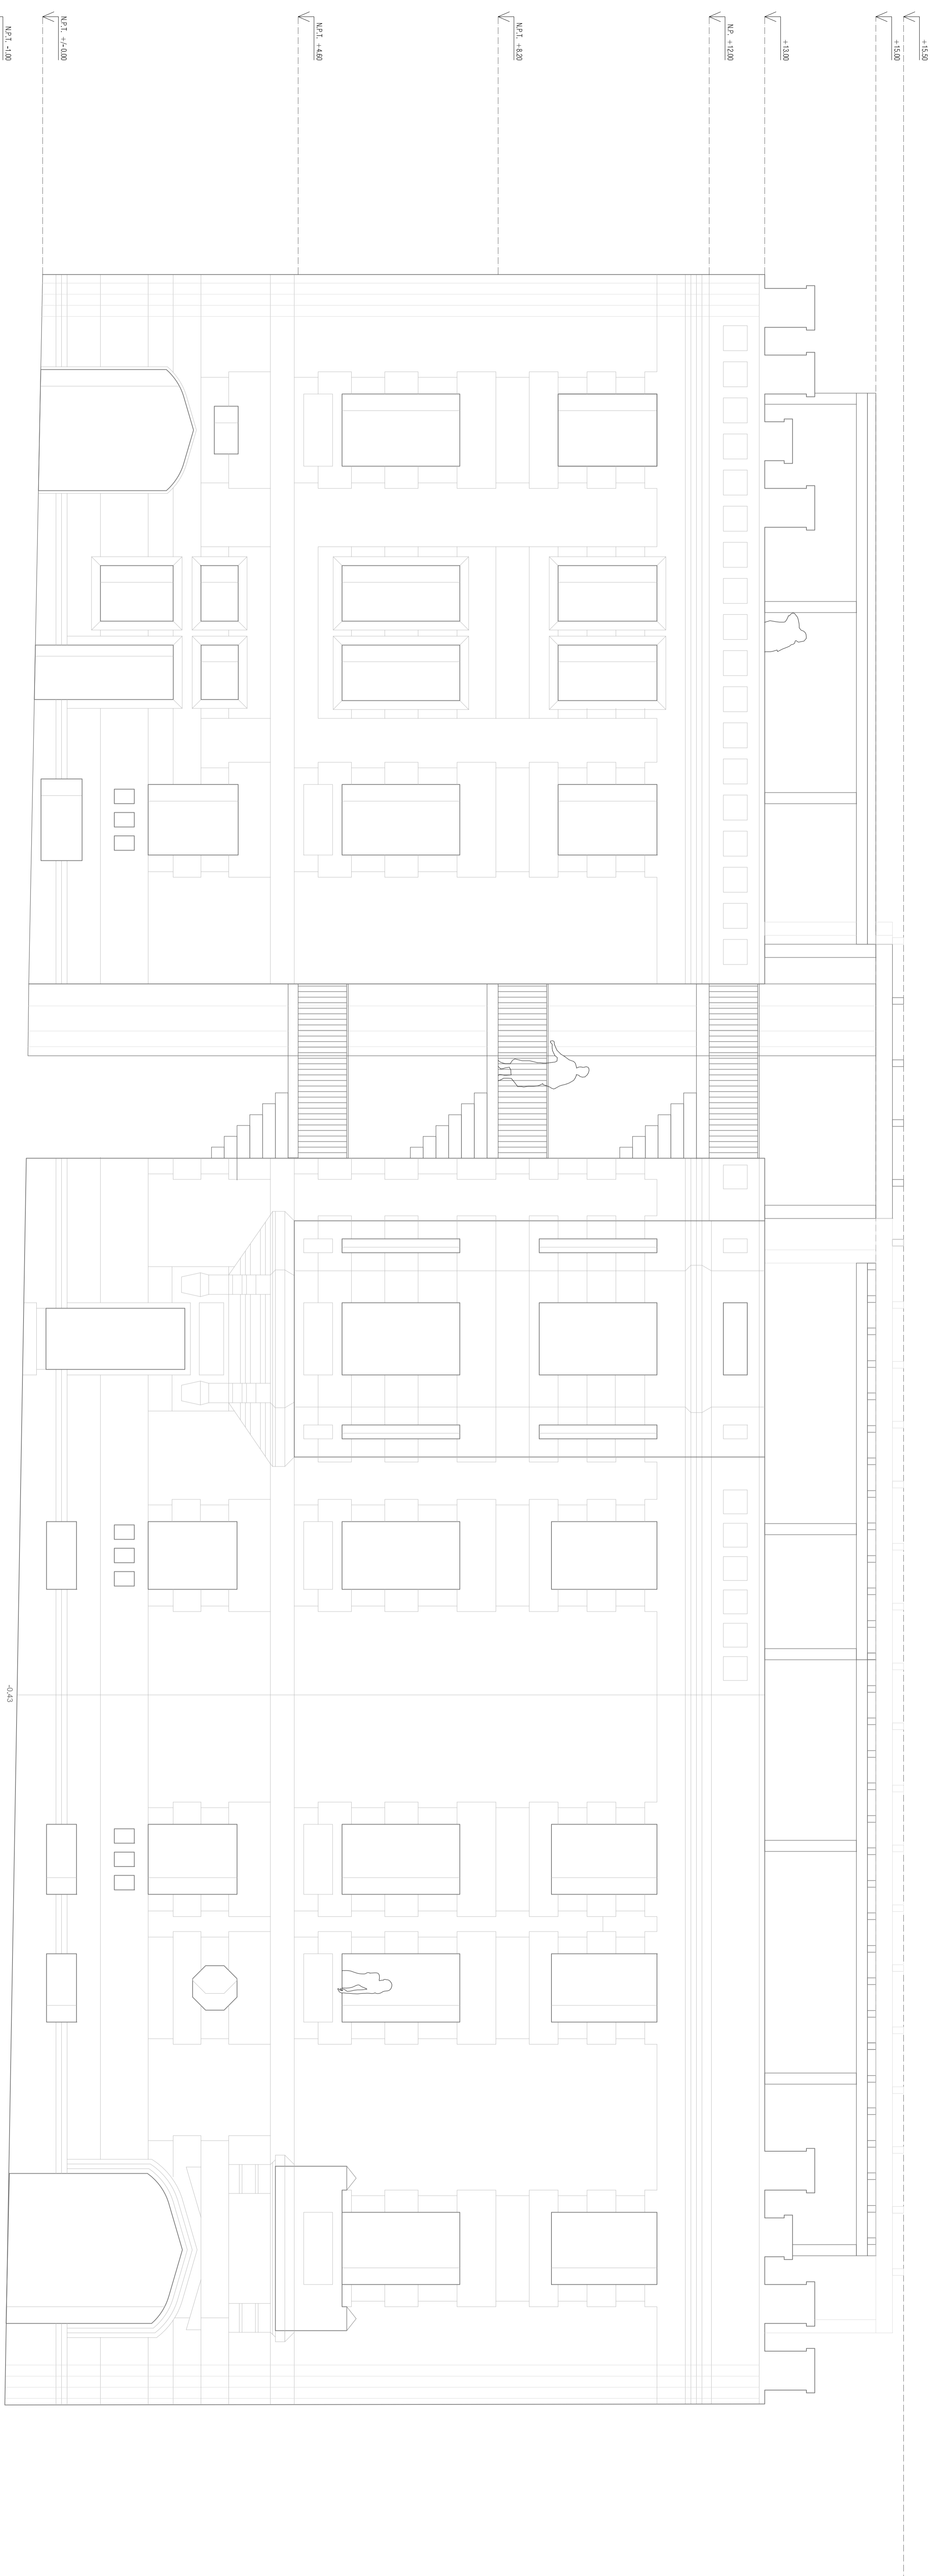 +15.50
+15.00
+13.00
N.P. +12.00
N.P.T. +8.20
N.P.T. +4.60
N.P.T. +/-0.00
N.P.T. -1.00
-0.43